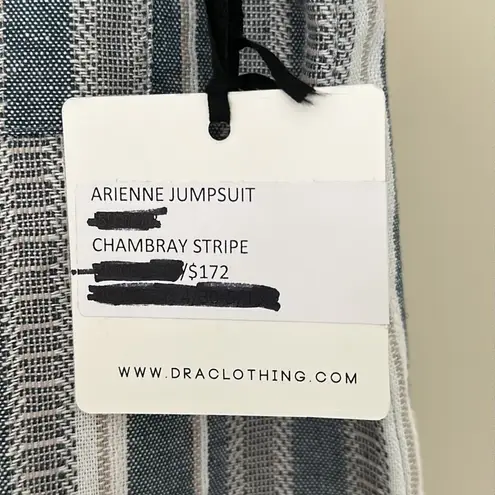 ARIENNE JUMPSUIT
CHAMBRAY STRIPE
/$172
WWW.DRACLOTHING.COM